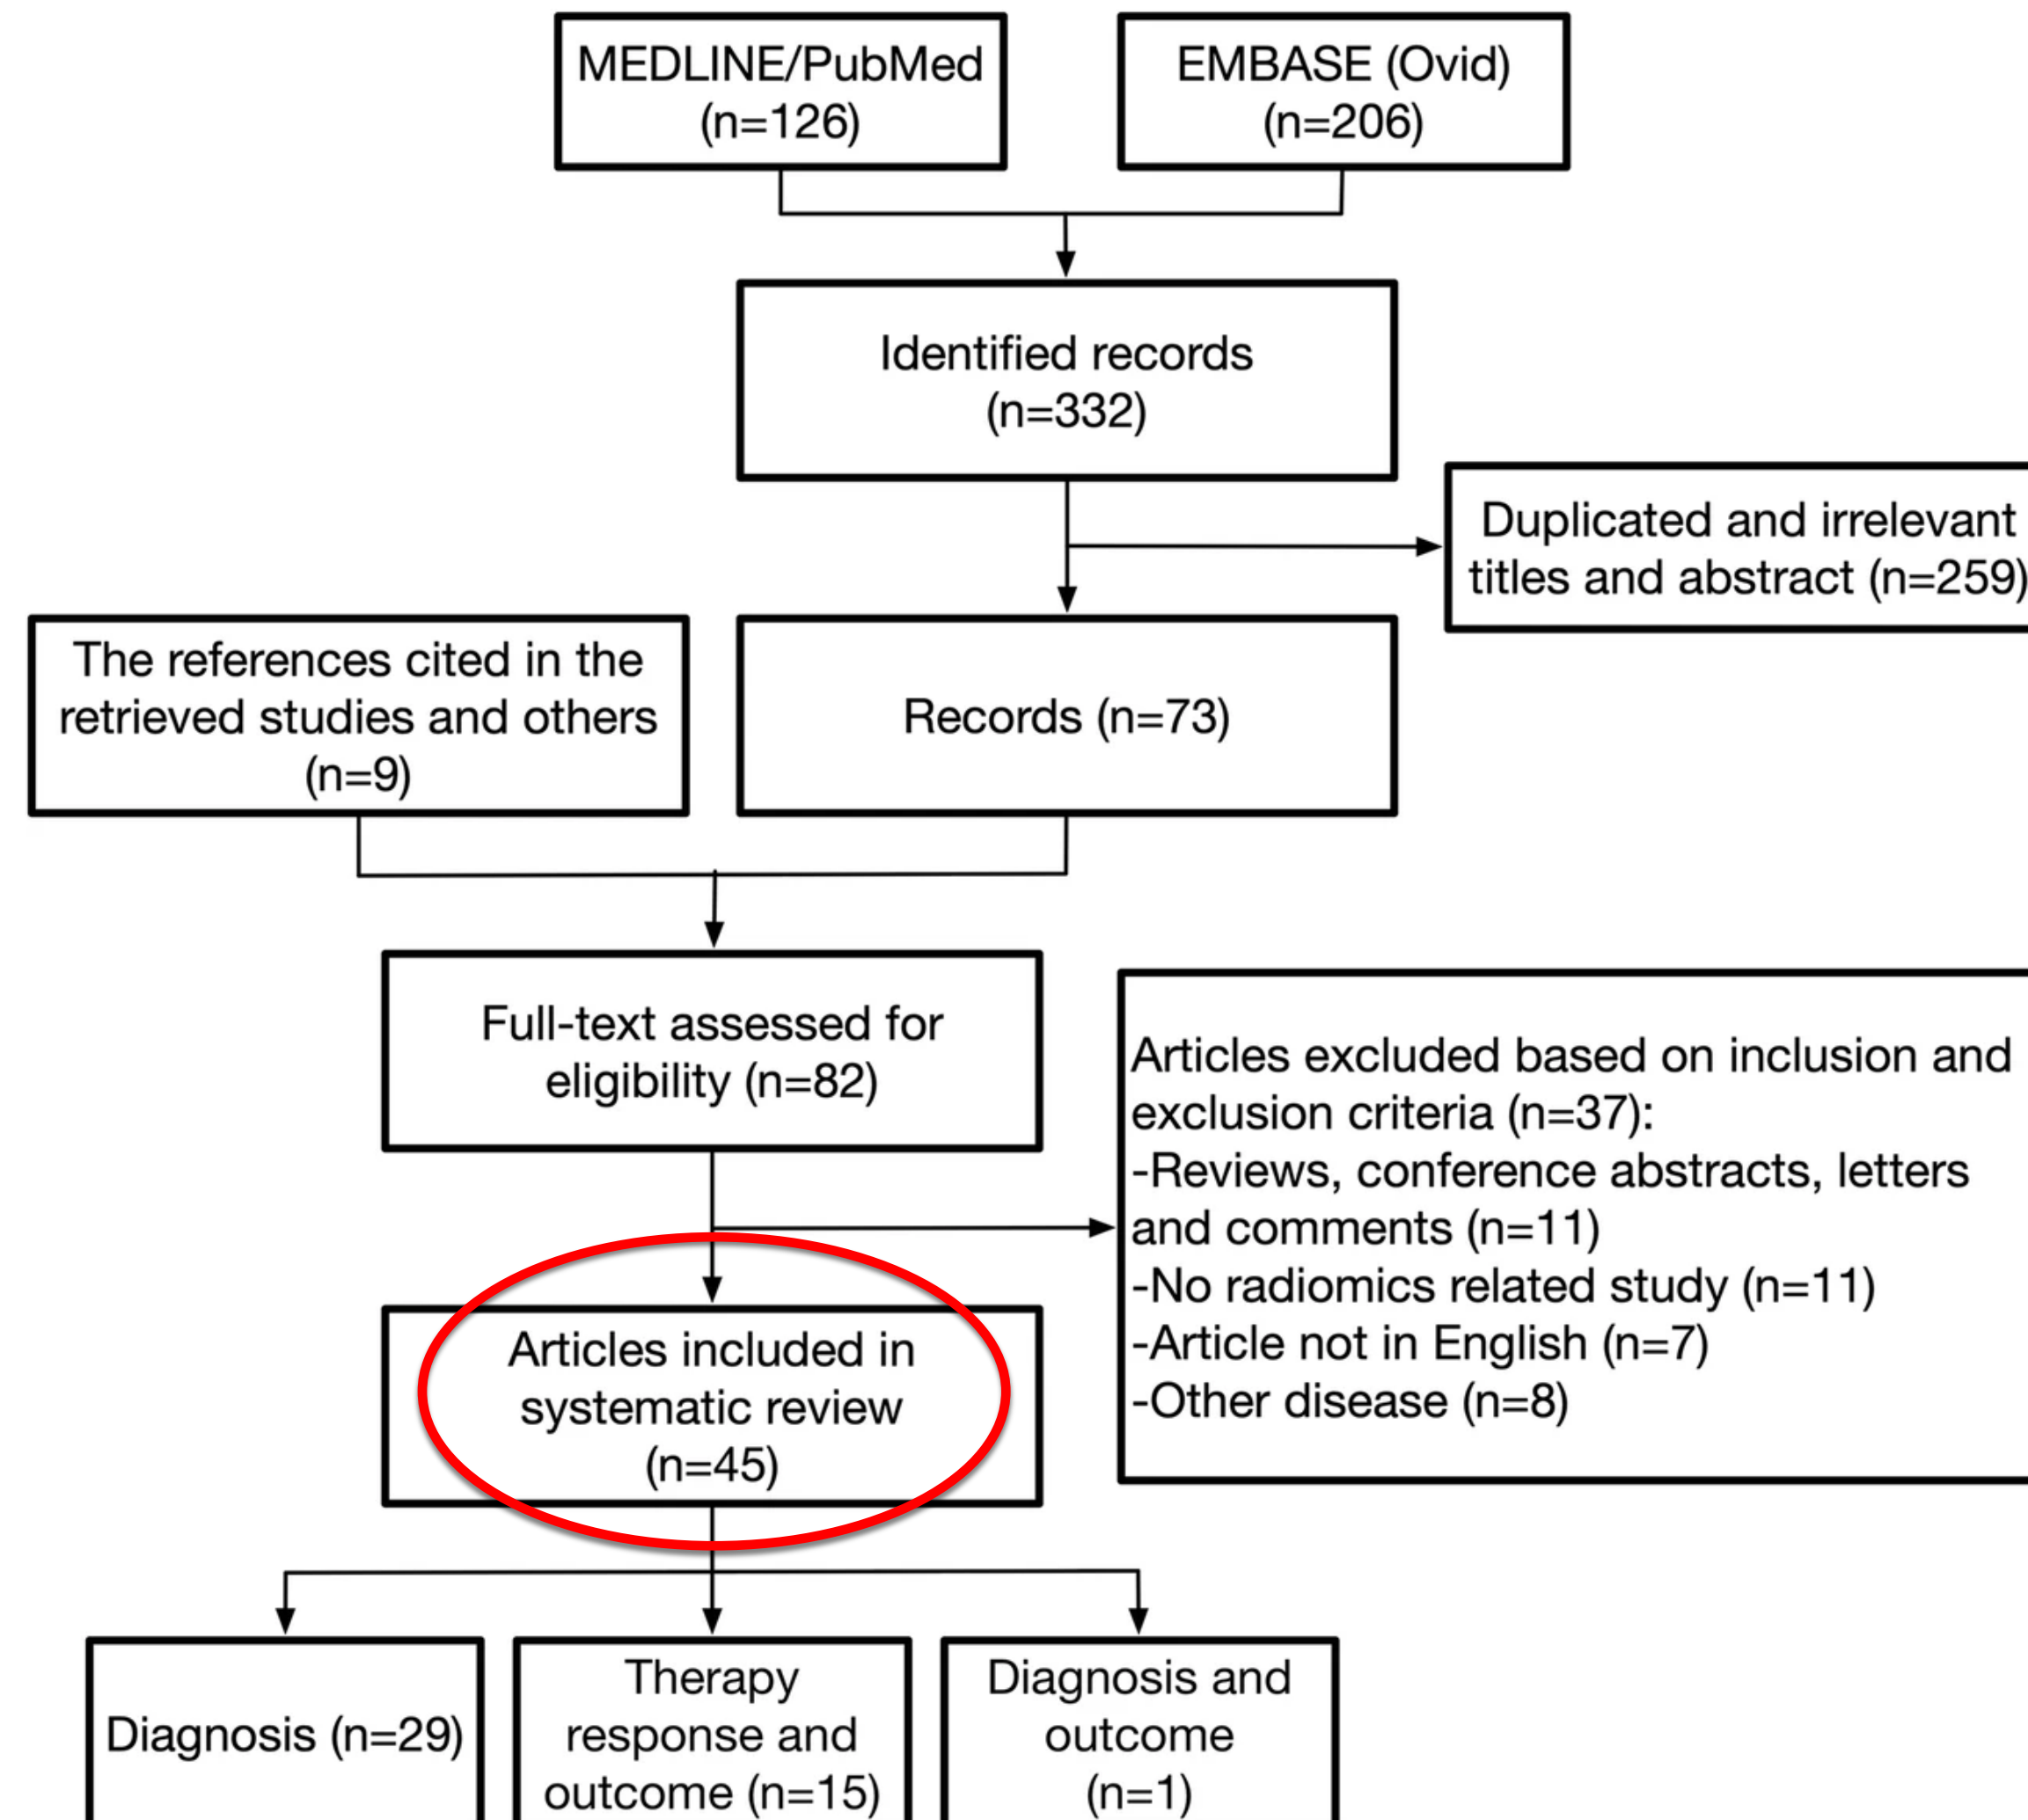 MEDLINE/PubMed
(n=126)
EMBASE (Ovid)
(n=206)
Identified records
(n=332)
Duplicated and irrelevant
titles and abstract (n=259)
The references cited in the
retrieved studies and others
(n=9)
Records (n=73)
Full-text assessed for
eligibility (n=82)
Articles excluded based on inclusion and
exclusion criteria (n=37):
-Reviews, conference abstracts, letters
and comments (n=11)
-No radiomics related study (n=11)
-Article not in English (n=7)
-Other disease (n=8)
Articles included in
systematic review
(n=45)
Diagnosis (n=29)
Therapy
response and
outcome (n=15)
Diagnosis and
outcome
(n=1)